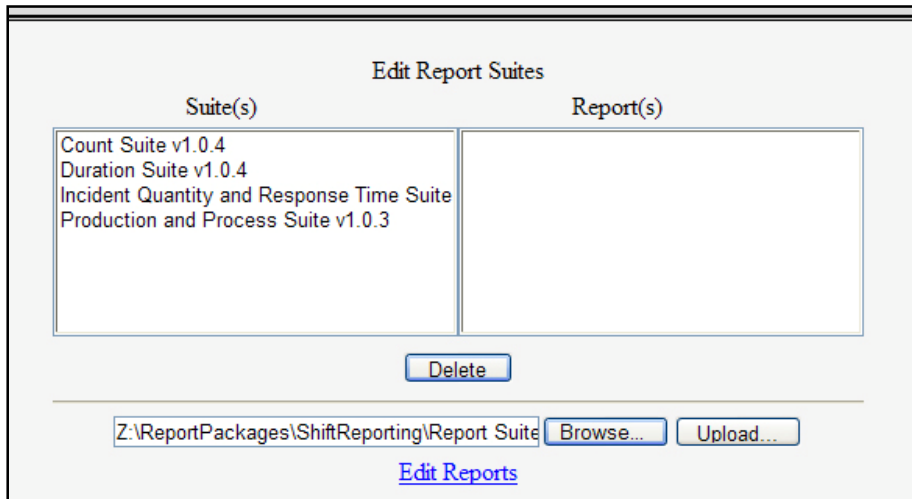 Edit Report Suites
Suite(s) Report(s)
Count Suite v1.0.4
Duration Suite v1.0.4
Incident Quantity and Response Time Suite
Production and Process Suite v1.0.3
Delete
Z:\ReportPackages\ShiftReporting\Report Suite Browse... Upload...
Edit Reports